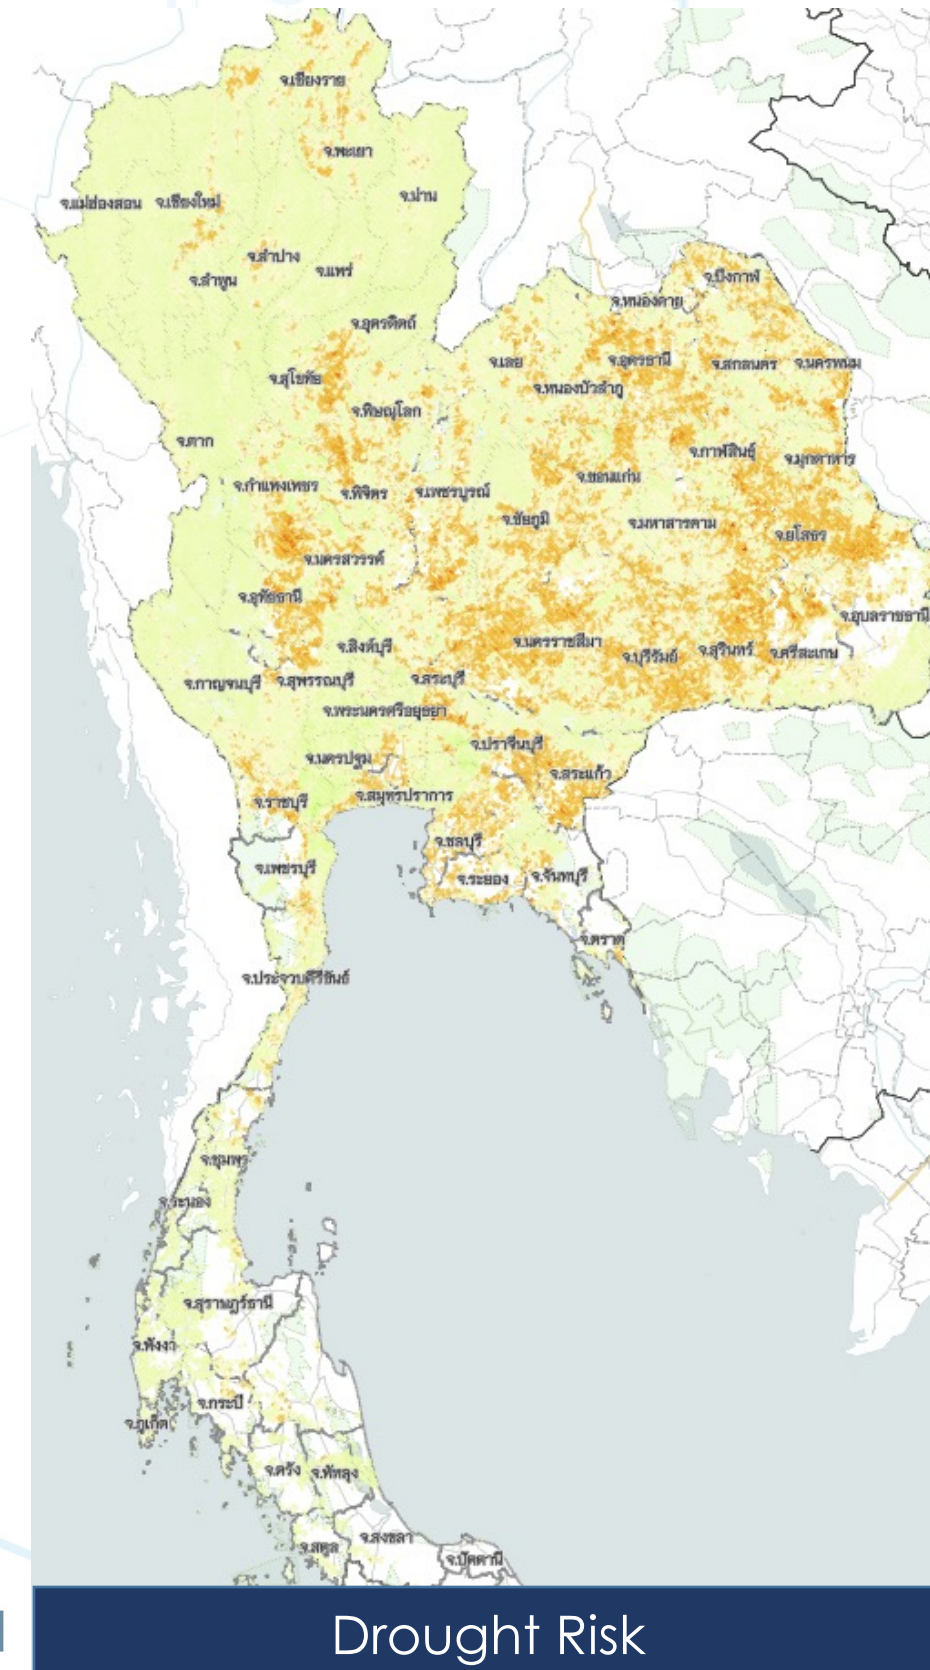 จ.เชียงราย
จ.พะเยา
จ.แม่ฮ่องสอน จ.เชียงใหม่ จ.น่าน
จ.ลำปาง
จ.ลำพูน จ.แพร่
จ.บึงกาฬ
จ.หนองคาย
จ.อุตรดิตถ์
จ.เลย จ.อุดรธานี จ.สกลนคร จ.นครพนม
จ.สุโขทัย จ.หนองบัวลำภู
จ.พิษณุโลก
จ.ตาก จ.กาฬสินธุ์ จ.มุกดาหาร
จ.ขอนแก่น
จ.กำแพงเพชร จ.พิจิตร จ.เพชรบูรณ์
จ.ชัยภูมิ จ.มหาสารคาม
จ.ยโสธร
จ.นครสวรรค์
จ.อุทัยธานี จ.อุบลราชธานี
จ.สิงห์บุรี จ.นครราชสีมา จ.บุรีรัมย์ จ.สุรินทร์ จ.ศรีสะเกษ
จ.กาญจนบุรี จ.สุพรรณบุรี จ.สระบุรี
จ.พระนครศรีอยุธยา
จ.นครปฐม จ.ปราจีนบุรี
จ.สระแก้ว
จ.ราชบุรี จ.สมุทรปราการ
จ.ชลบุรี
จ.เพชรบุรี จ.ระยอง จ.จันทบุรี
จ.ตราด
จ.ประจวบคีรีขันธ์
จ.ชุมพร
จ.ระนอง
จ.สุราษฎร์ธานี
จ.พังงา
จ.กระบี่
จ.ภูเก็ต
จ.ตรัง จ.พัทลุง
จ.สตูล จ.สงขลา
จ.ปัตตานี
Drought Risk